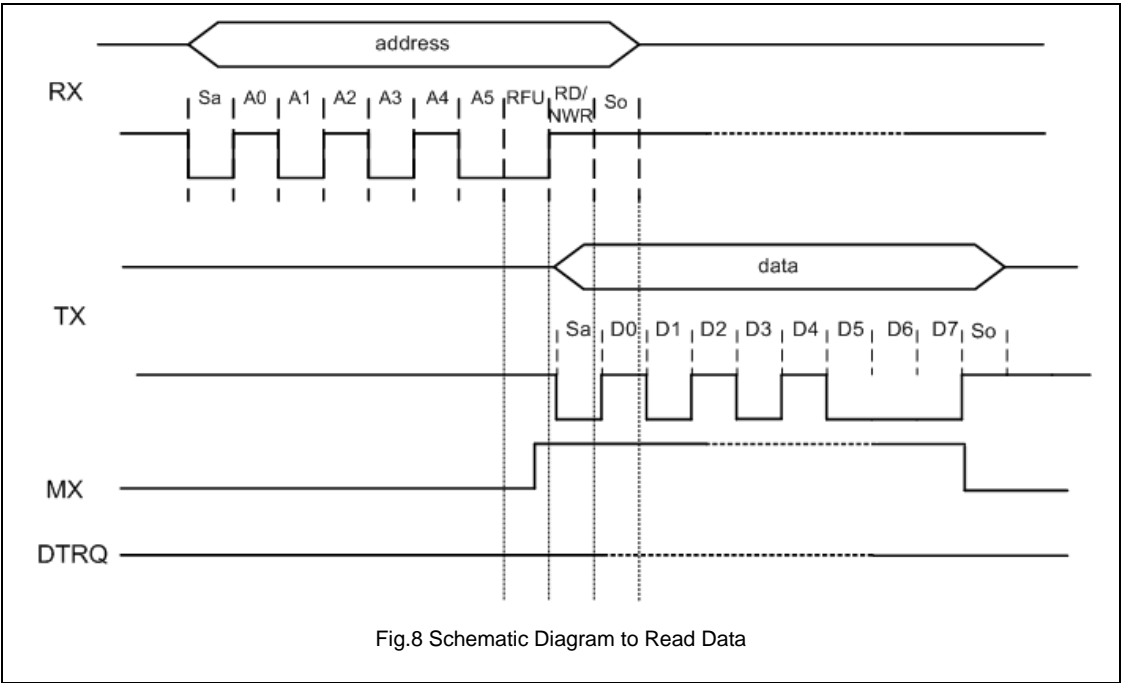 address
RX
Sa A0 A1 A2 A3 A4 A5 RFU RD/ So
NWR
data
TX
Sa D0 D1 D2 D3 D4 D5 D6 D7 So
MX
DTRQ
Fig.8 Schematic Diagram to Read Data